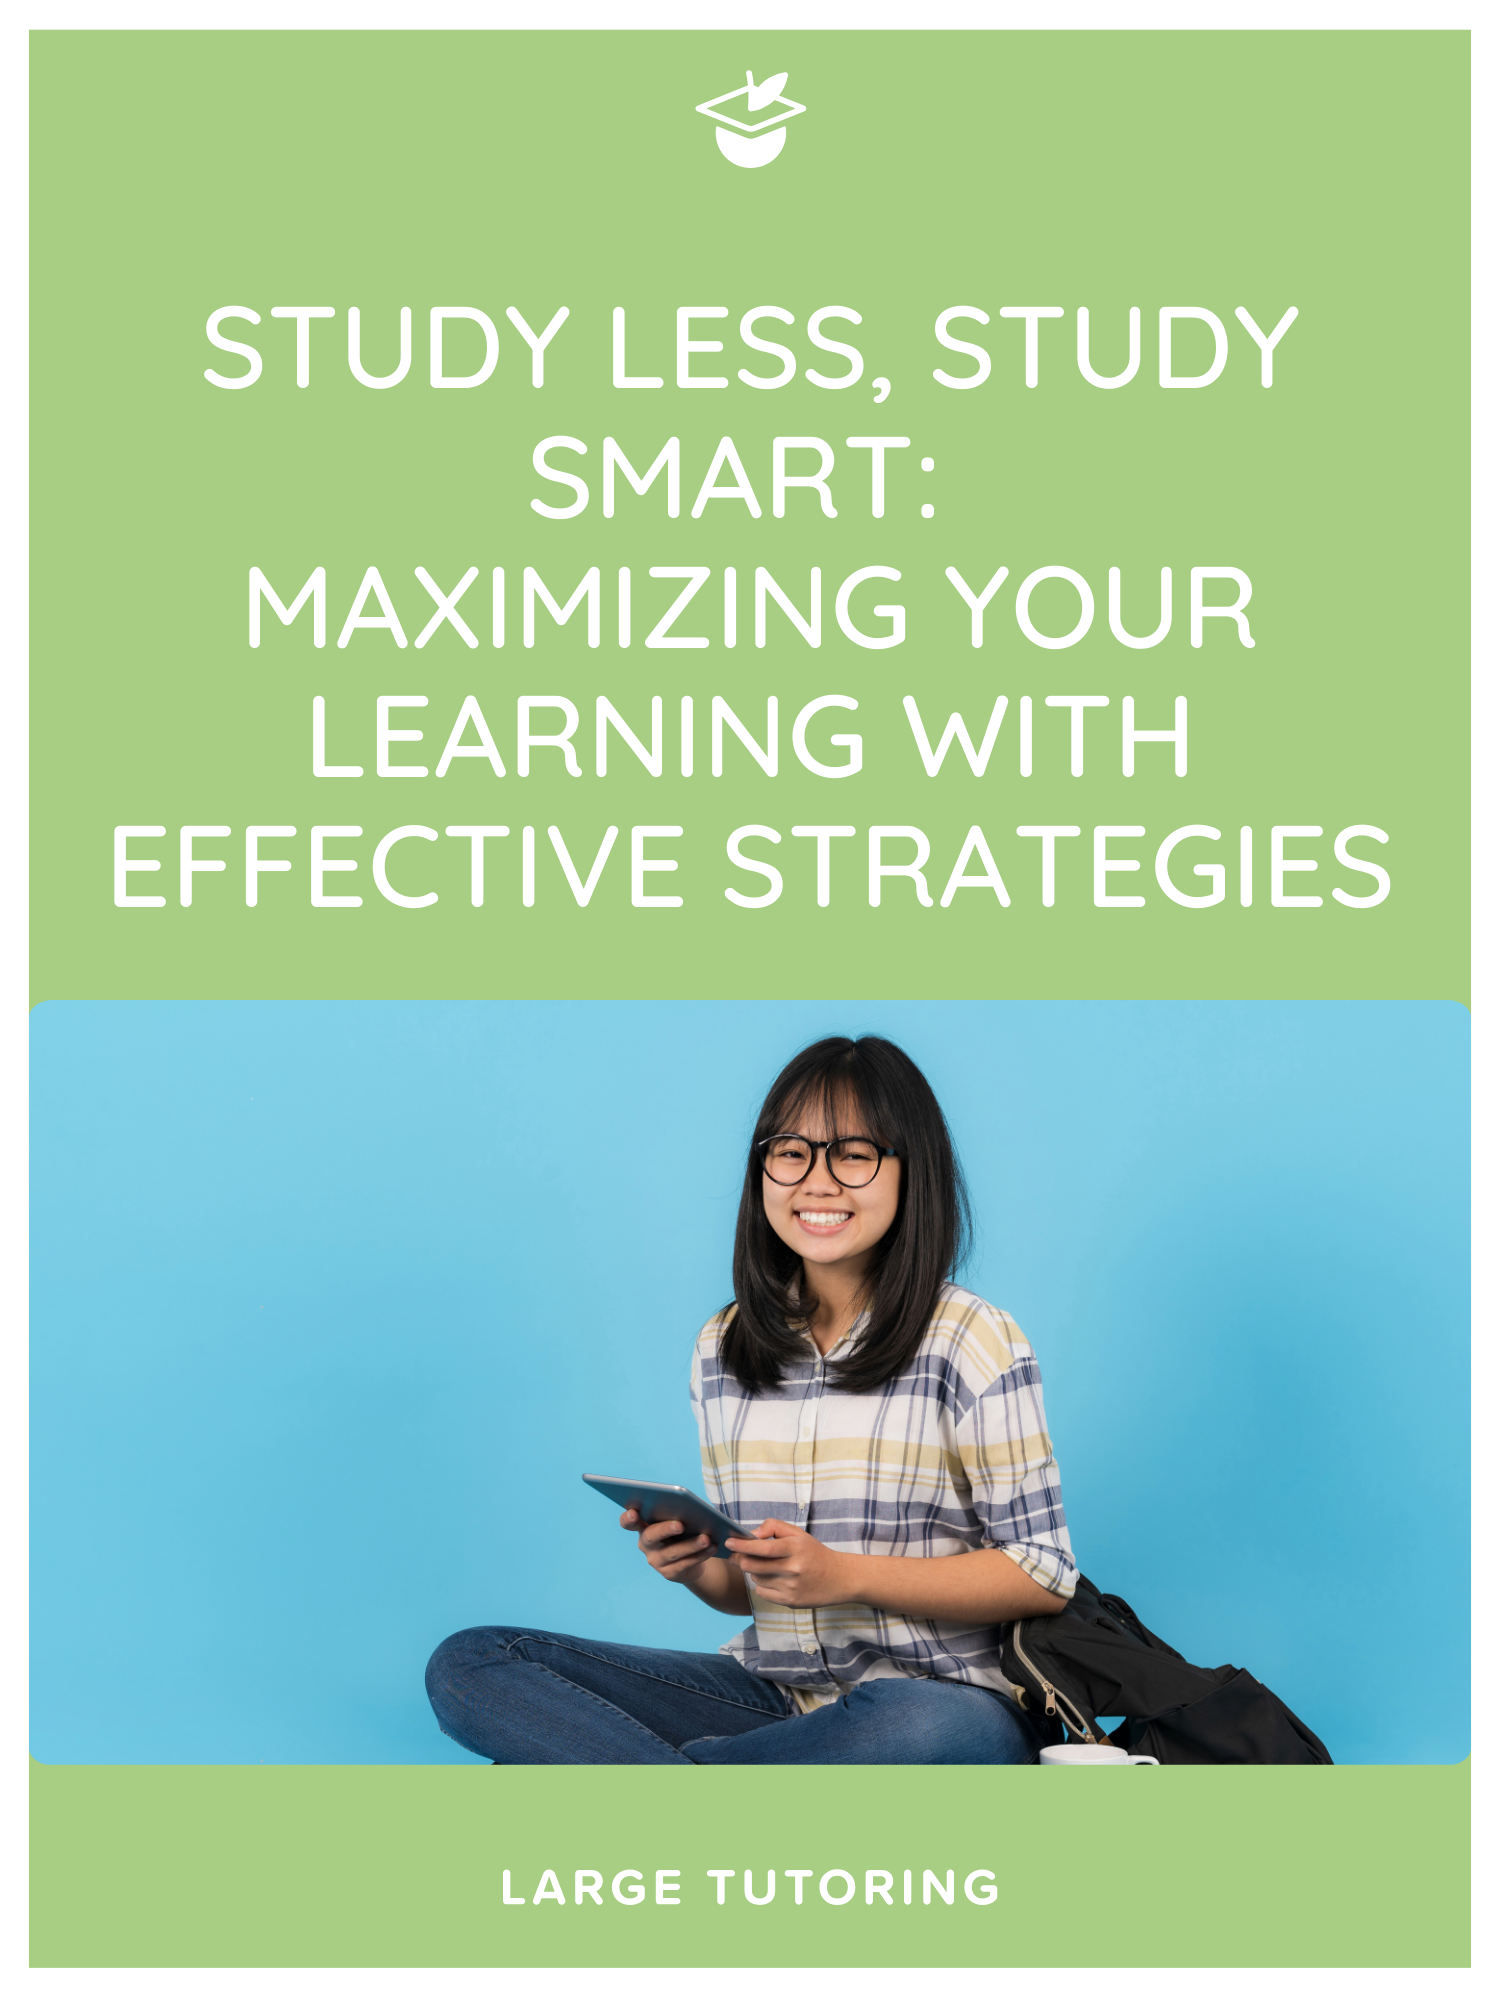 STUDY LESS, STUDY
SMART:
MAXIMIZING YOUR
LEARNING WITH
EFFECTIVE STRATEGIES
LARGE TUTORING